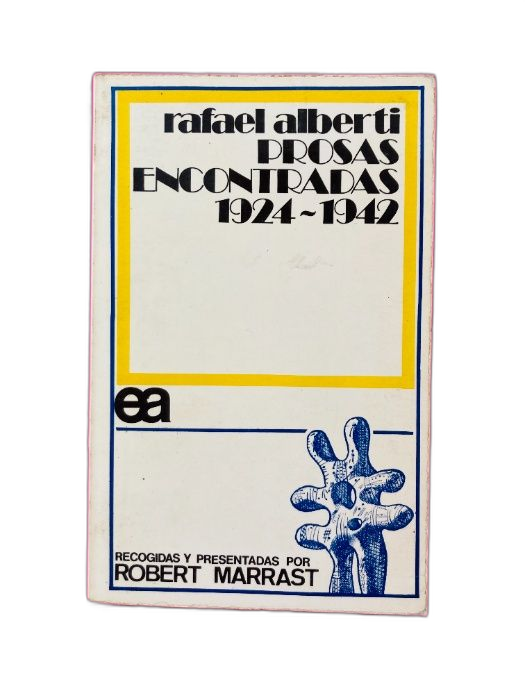 rafael alberti
PROSAS
ENCONTRADAS
1924~1942
ea
RECOGIDAS Y PRESENTADAS POR
ROBERT MARRAST